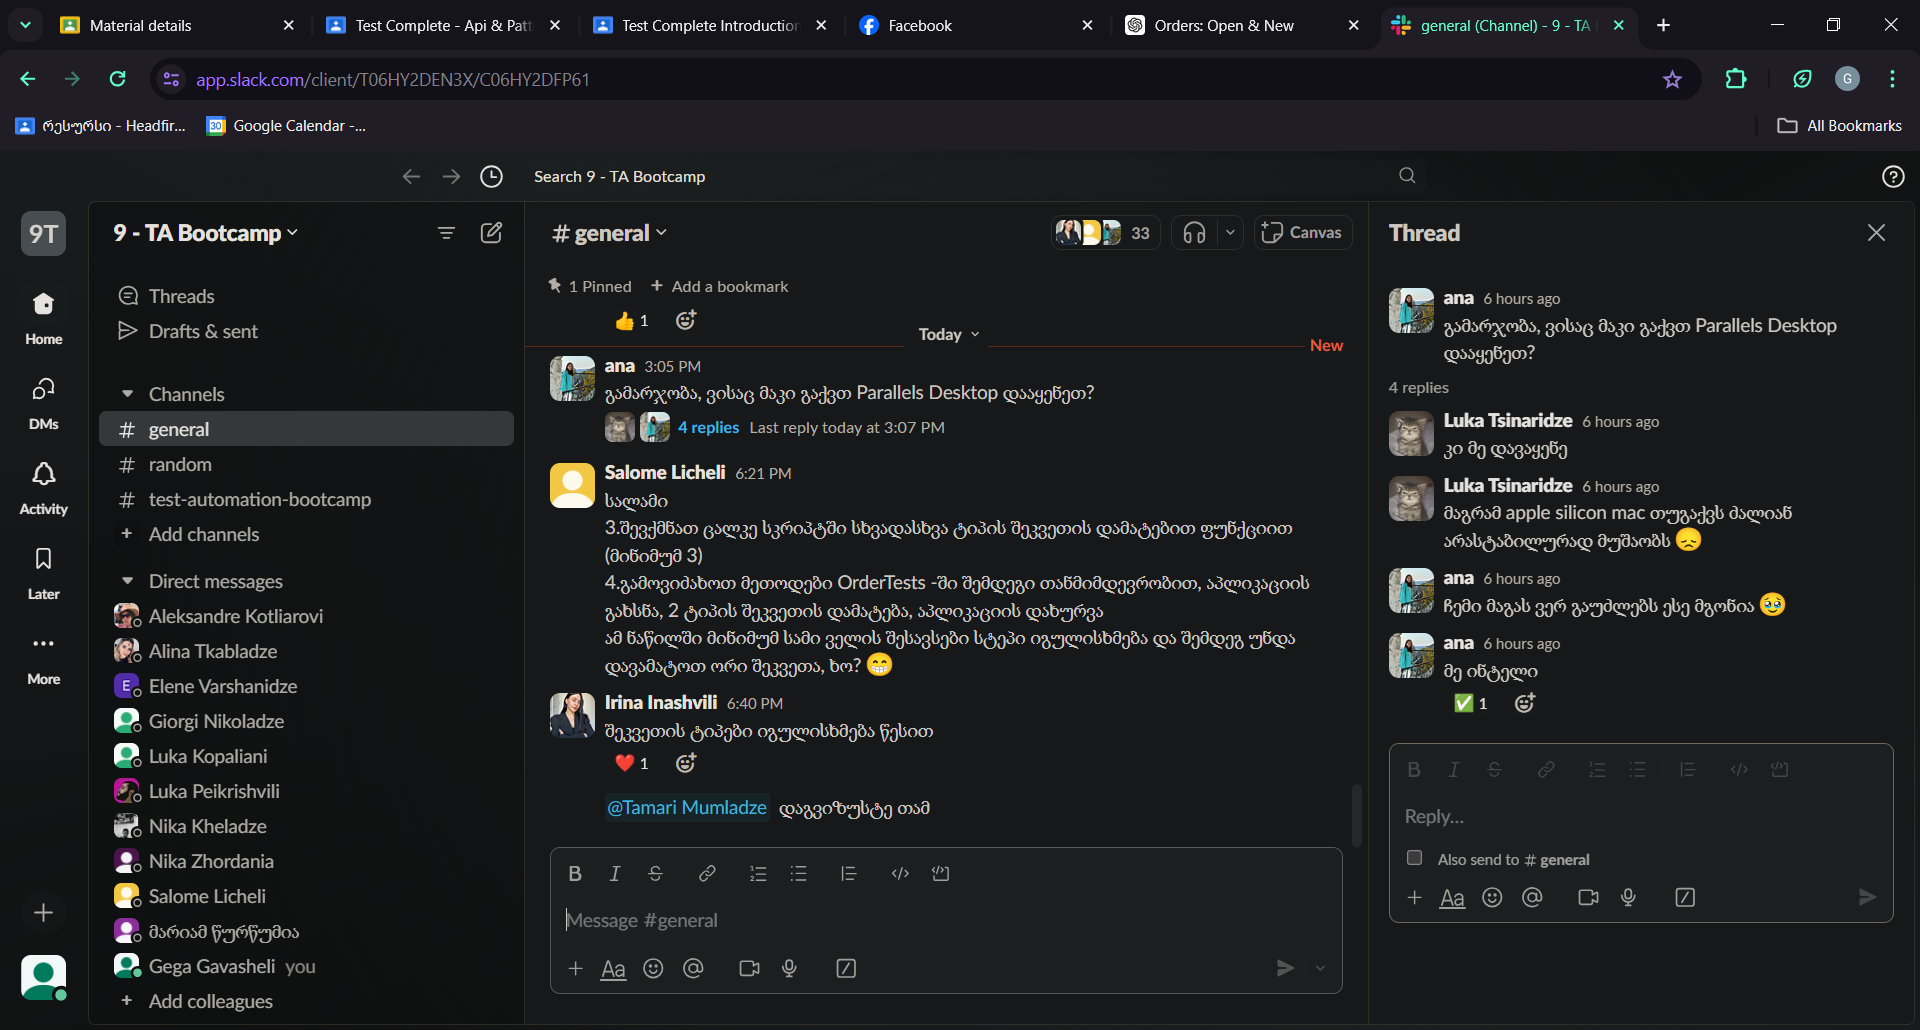 Material details
Test Complete - Api & Patt
Test Complete Introduction
Facebook
Orders: Open & New
general (Channel) - 9 - TA
app.slack.com/client/T06HY2DEN3X/C06HY2DFP61
G
რესურსი - Headfir...
Google Calendar -...
All Bookmarks
Search 9 - TA Bootcamp
9T
Home
DMs
Activity
Later
More
9 - TA Bootcamp
Threads
Drafts & sent
Channels
# general
# random
# test-automation-bootcamp
+ Add channels
Direct messages
Aleksandre Kotliarovi
Alina Tkabladze
E Elene Varshanidze
Giorgi Nikoladze
Luka Kopaliani
Luka Peikrishvili
Nika Kheladze
Nika Zhordania
Salome Licheli
მარიამ წურწუმია
Gega Gavasheli you
+ Add colleagues
# general
33
Canvas
1 Pinned + Add a bookmark
1
Today
New
ana 3:05 PM
გამარჯობა, ვისაც მაკი გაქვთ Parallels Desktop დააყენეთ?
4 replies Last reply today at 3:07 PM
Salome Licheli 6:21 PM
სალამი
3.შევქმნათ ცალკე სკრიპტში სხვადასხვა ტიპის შეკვეთის დამატებით ფუნქციით
(მინიმუმ 3)
4.გამოვიძახოთ მეთოდები OrderTests -ში შემდეგი თანმიმდევრობით, აპლიკაციის
გახსნა, 2 ტიპის შეკვეთის დამატება, აპლიკაციის დახურვა
ამ ნაწილში მინიმუმ სამი ველის შესავსები სტეპი იგულისხმება და შემდეგ უნდა
დავამატოთ ორი შეკვეთა, ხო? 😁
Irina Inashvili 6:40 PM
შეკვეთის ტიპები იგულისხმება წესით
1
@Tamari Mumladze დაგვიზუსტე თამ
Message #general
Thread
ana 6 hours ago
გამარჯობა, ვისაც მაკი გაქვთ Parallels Desktop
დააყენეთ?
4 replies
Luka Tsinaridze 6 hours ago
კი მე დავაყენე
Luka Tsinaridze 6 hours ago
მაგრამ apple silicon mac თუგაქვს ძალიან
არასტაბილურად მუშაობს 😞
ana 6 hours ago
ჩემი მაგას ვერ გაუძლებს ესე მგონია 🥹
ana 6 hours ago
მე ინტელი
1
Reply...
Also send to # general